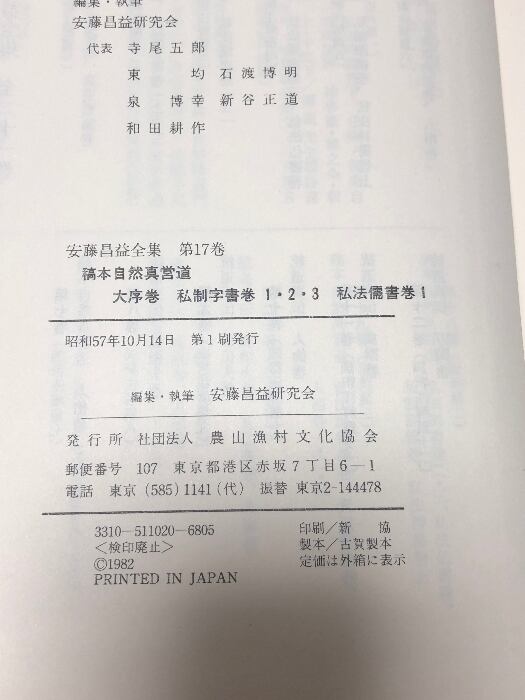 編集・執筆
安藤昌益研究会
代表 寺尾五郎
東 均 石渡博明
泉 博幸 新谷正道
和田耕作
安藤昌益全集 第17巻
稿本自然真営道
大序巻 私制字書巻1・2・3 私法儒書巻1
昭和57年10月14日 第1刷発行
編集・執筆 安藤昌益研究会
発行所 社団法人 農山漁村文化協会
郵便番号 107 東京都港区赤坂7丁目6―1
電話 東京(585)1141(代) 振替 東京2-144478
3310―511020―6805
<検印廃止>
©1982
PRINTED IN JAPAN
印刷/新 協
製本/古賀製本
定価は外箱に表示